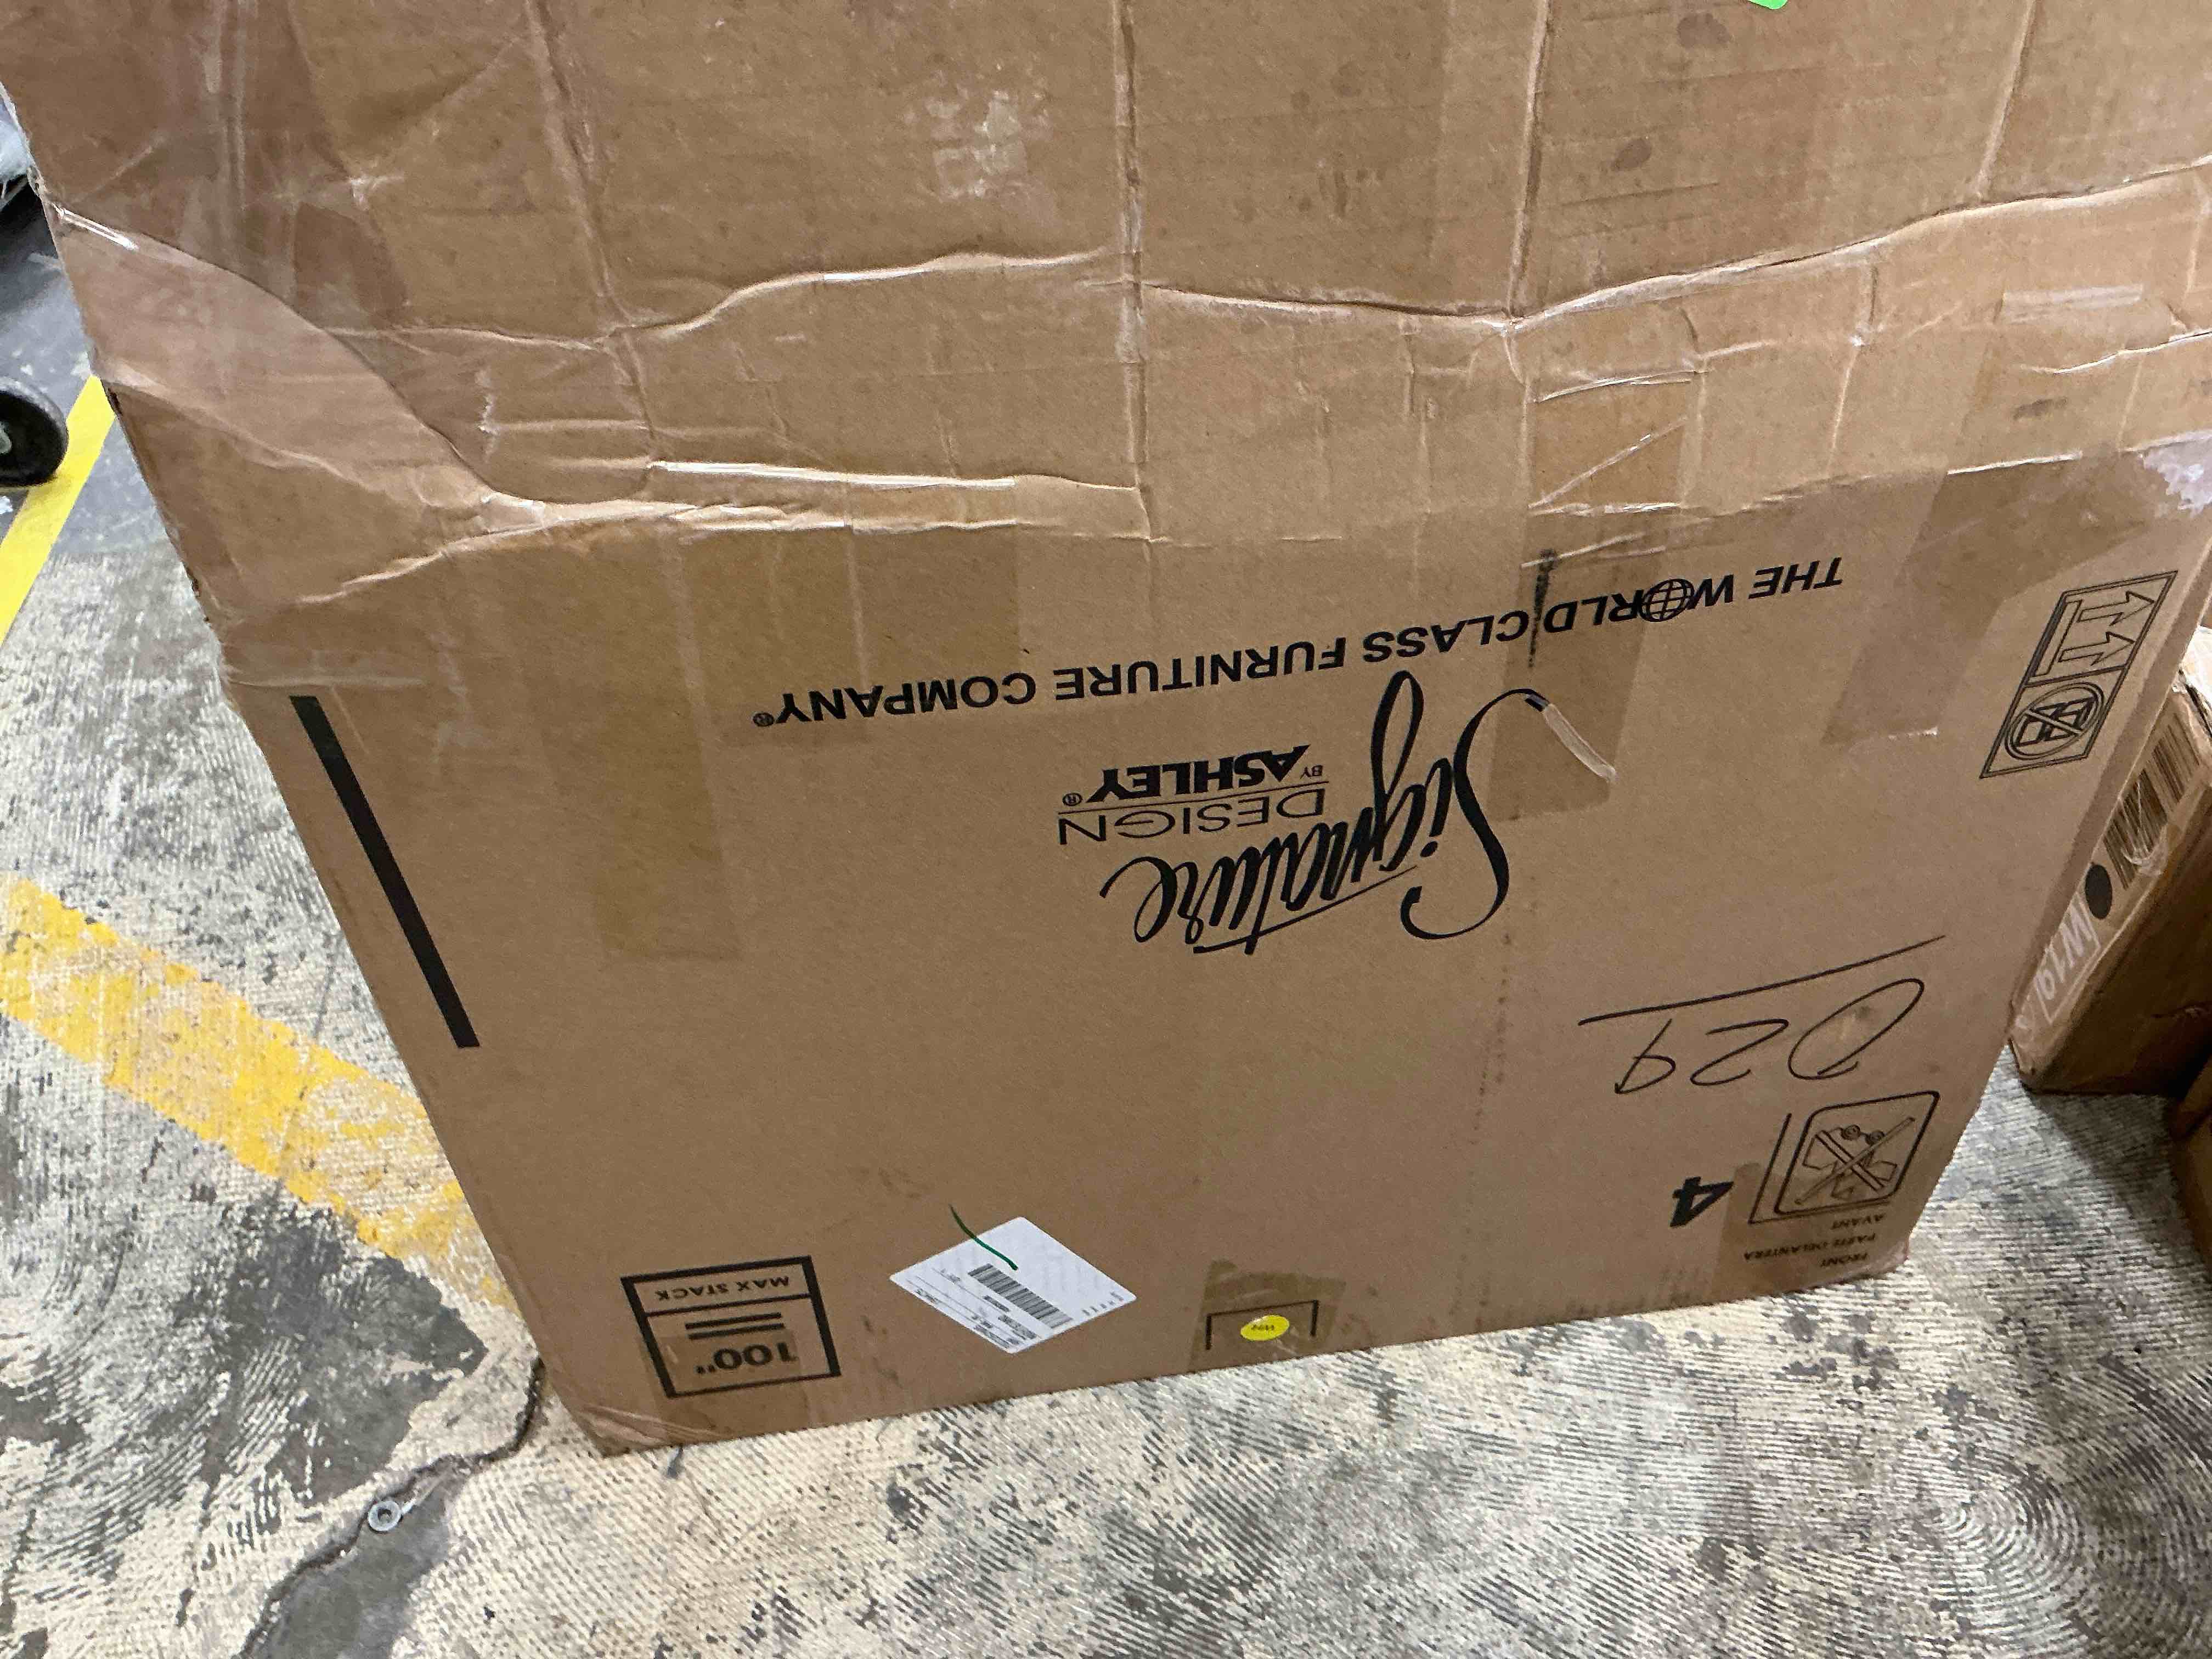 FRONT
PARTE DELANTERA
AVANT
4
100"
MAX STACK
029
Signature
DESIGN
BY ASHLEY®
THE WORLD CLASS FURNITURE COMPANY®